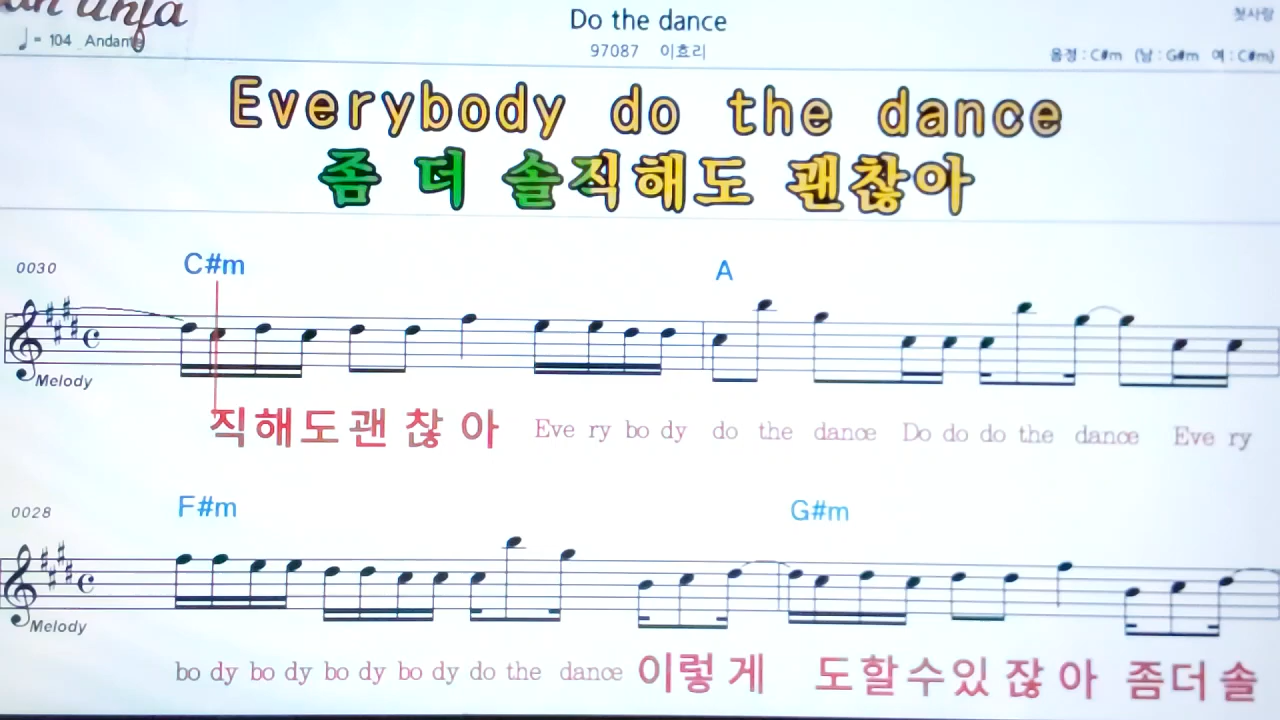 Do the dance
첫사랑
♩= 104 Andante
97087 이효리
음정 : C#m (남 : G#m 여 : C#m)
Everybody do the dance
좀 더 솔직해도 괜찮아
0030
C#m A
Melody
직해도괜 찮 아 Eve ry bo dy do the dance Do do do the dance Eve ry
0028
F#m G#m
Melody
bo dy bo dy bo dy bo dy do the dance 이렇 게 도할수있 잖 아 좀더 솔